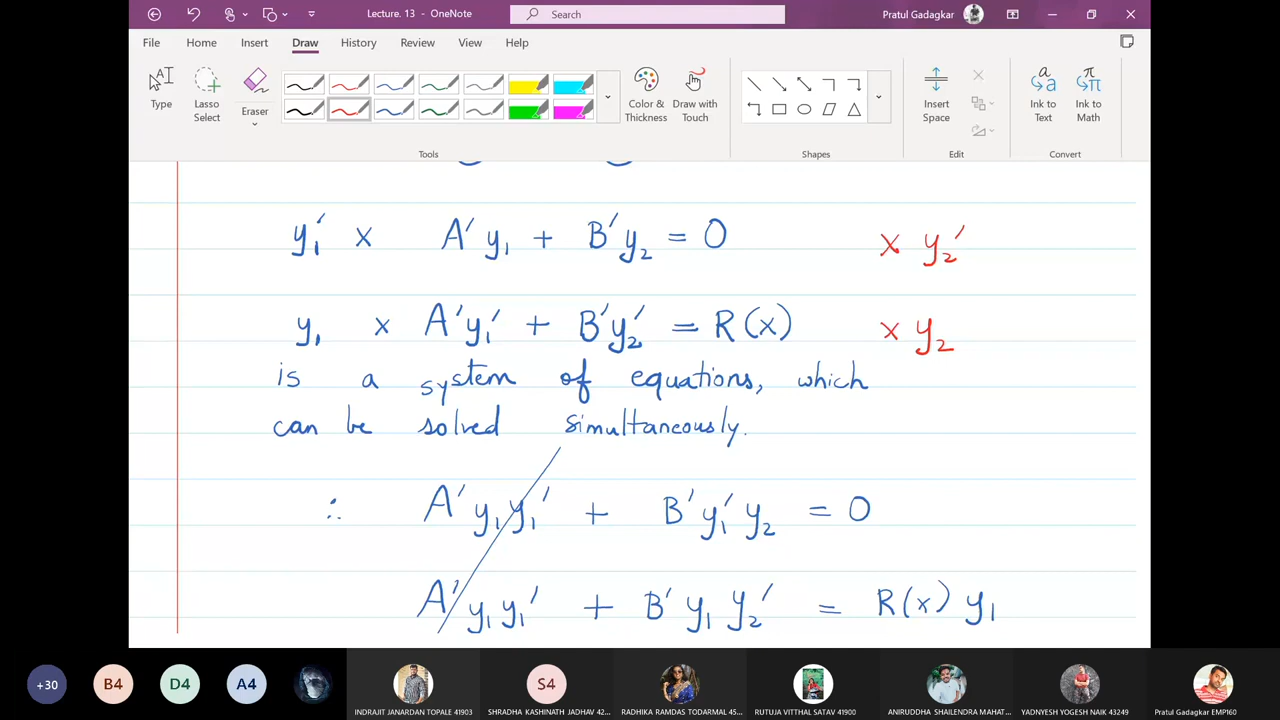 Lecture. 13 - OneNote
Search
Pratul Gadagkar
File Home Insert Draw History Review View Help
Type
Lasso Select
Eraser
Color & Thickness
Draw with Touch
Insert Space
Ink to Text
Ink to Math
Tools
Shapes
Edit
Convert
y₁′ × A′y₁ + B′y₂ = 0 × y₂′
y₁ × A′y₁′ + B′y₂′ = R(x) × y₂
is a system of equations, which
can be solved simultaneously.
∴ A′y₁y₁′ + B′y₁′y₂ = 0
A′y₁y₁′ + B′y₁y₂′ = R(x) y₁
+30
B4
D4
A4
S4
INDRAJIT JANARDAN TOPALE 41903
SHRADHA KASHINATH JADHAV 42...
RADHIKA RAMDAS TODARMAL 45...
RUTUJA VITTHAL SATAV 41900
ANIRUDDHA SHAILENDRA MAHAT...
YADNYESH YOGESH NAIK 43249
Pratul Gadagkar EMP160